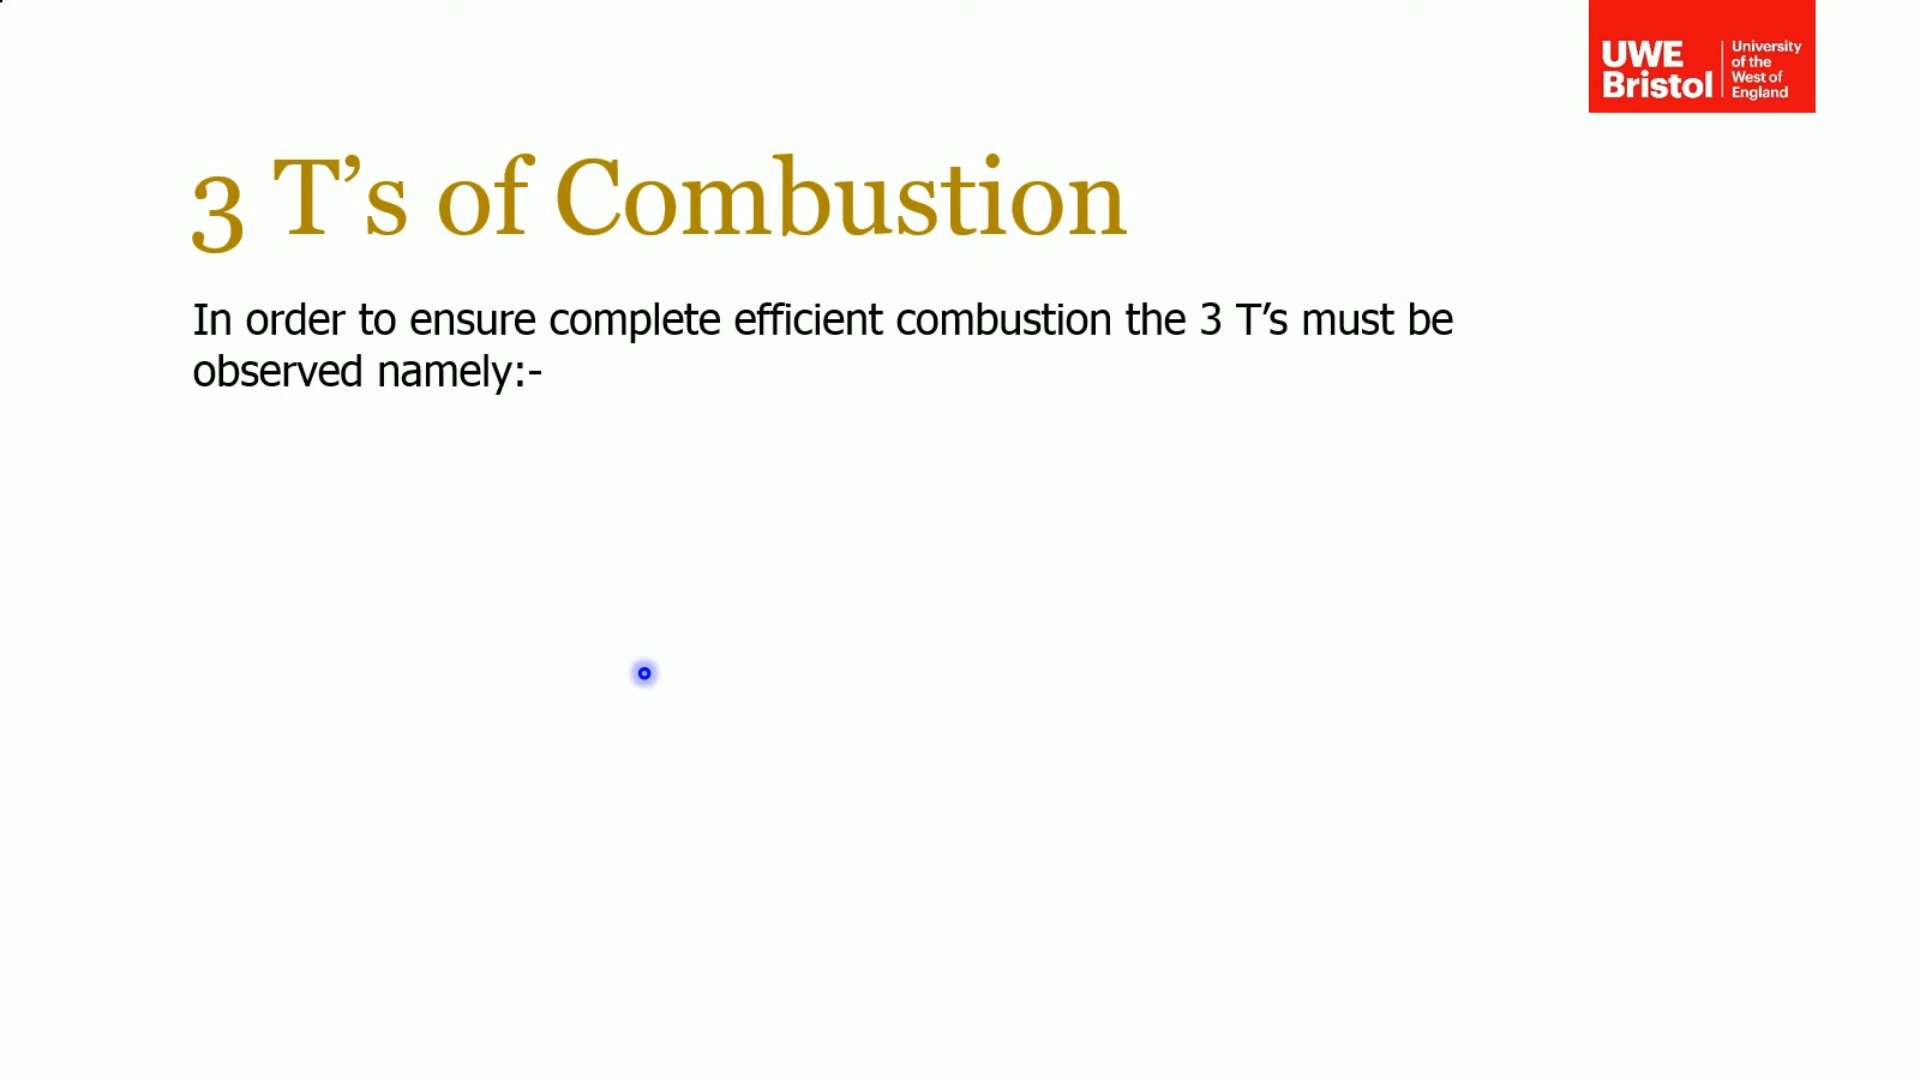 UWE
Bristol
University
of the
West of
England
3 T’s of Combustion
In order to ensure complete efficient combustion the 3 T’s must be
observed namely:-